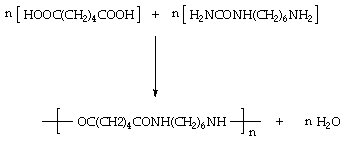 n [ HOOC(CH₂)₄COOH ] + n [ H₂NCONH(CH₂)₆NH₂ ]
[ OC(CH2)₄CONH(CH₂)₆NH ]ₙ + n H₂O